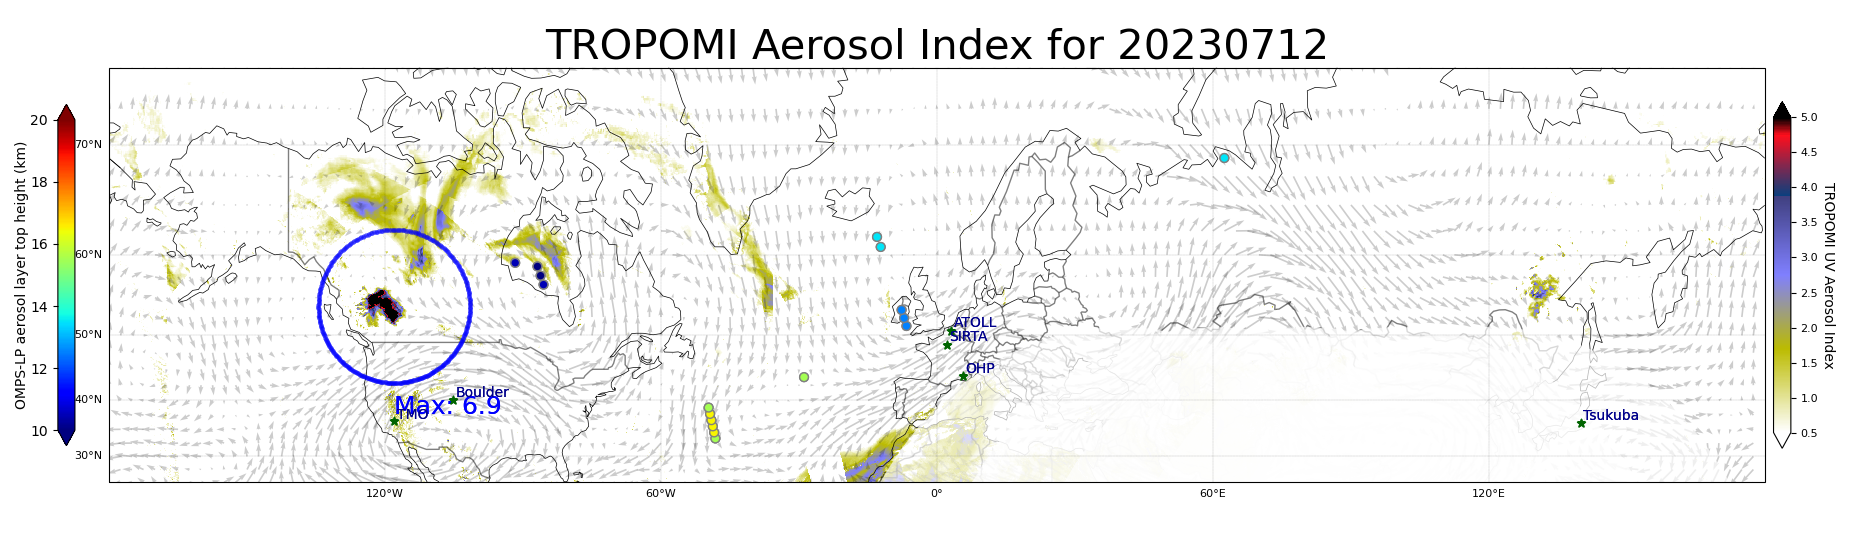 TROPOMI Aerosol Index for 20230712
OMPS-LP aerosol layer top height (km)
20
18
16
14
12
10
70°N
60°N
50°N
40°N
30°N
120°W
60°W
0°
60°E
120°E
ATOLL
SIRTA
OHP
Boulder
Max. 6.9
TMO
Tsukuba
5.0
4.5
4.0
3.5
3.0
2.5
2.0
1.5
1.0
0.5
TROPOMI UV Aerosol Index